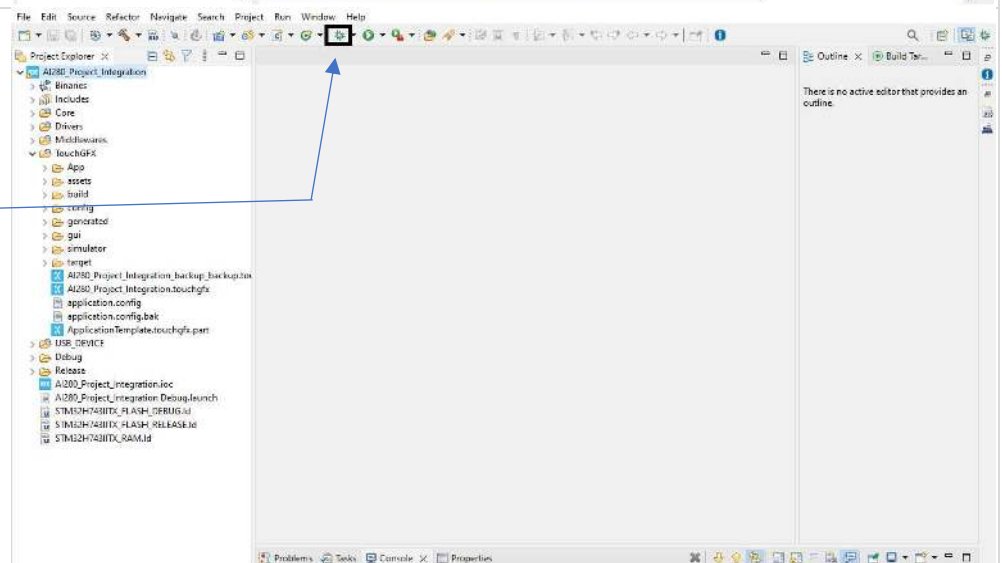 File Edit Source Refactor Navigate Search Project Run Window Help
Project Explorer
Outline
Build Tar...
AI280_Project_Integration
Binaries
Includes
Core
Drivers
Middlewares
TouchGFX
App
assets
build
config
generated
gui
simulator
target
AI280_Project_Integration_backup_backup.tou
AI280_Project_Integration.touchgfx
application.config
application.config.bak
ApplicationTemplate.touchgfx.part
USB_DEVICE
Debug
Release
AI280_Project_Integration.ioc
AI280_Project_Integration Debug.launch
STM32H743IITX_FLASH_DEBUG.ld
STM32H743IITX_FLASH_RELEASE.ld
STM32H743IITX_RAM.ld
There is no active editor that provides an
outline.
Problems Tasks Console Properties